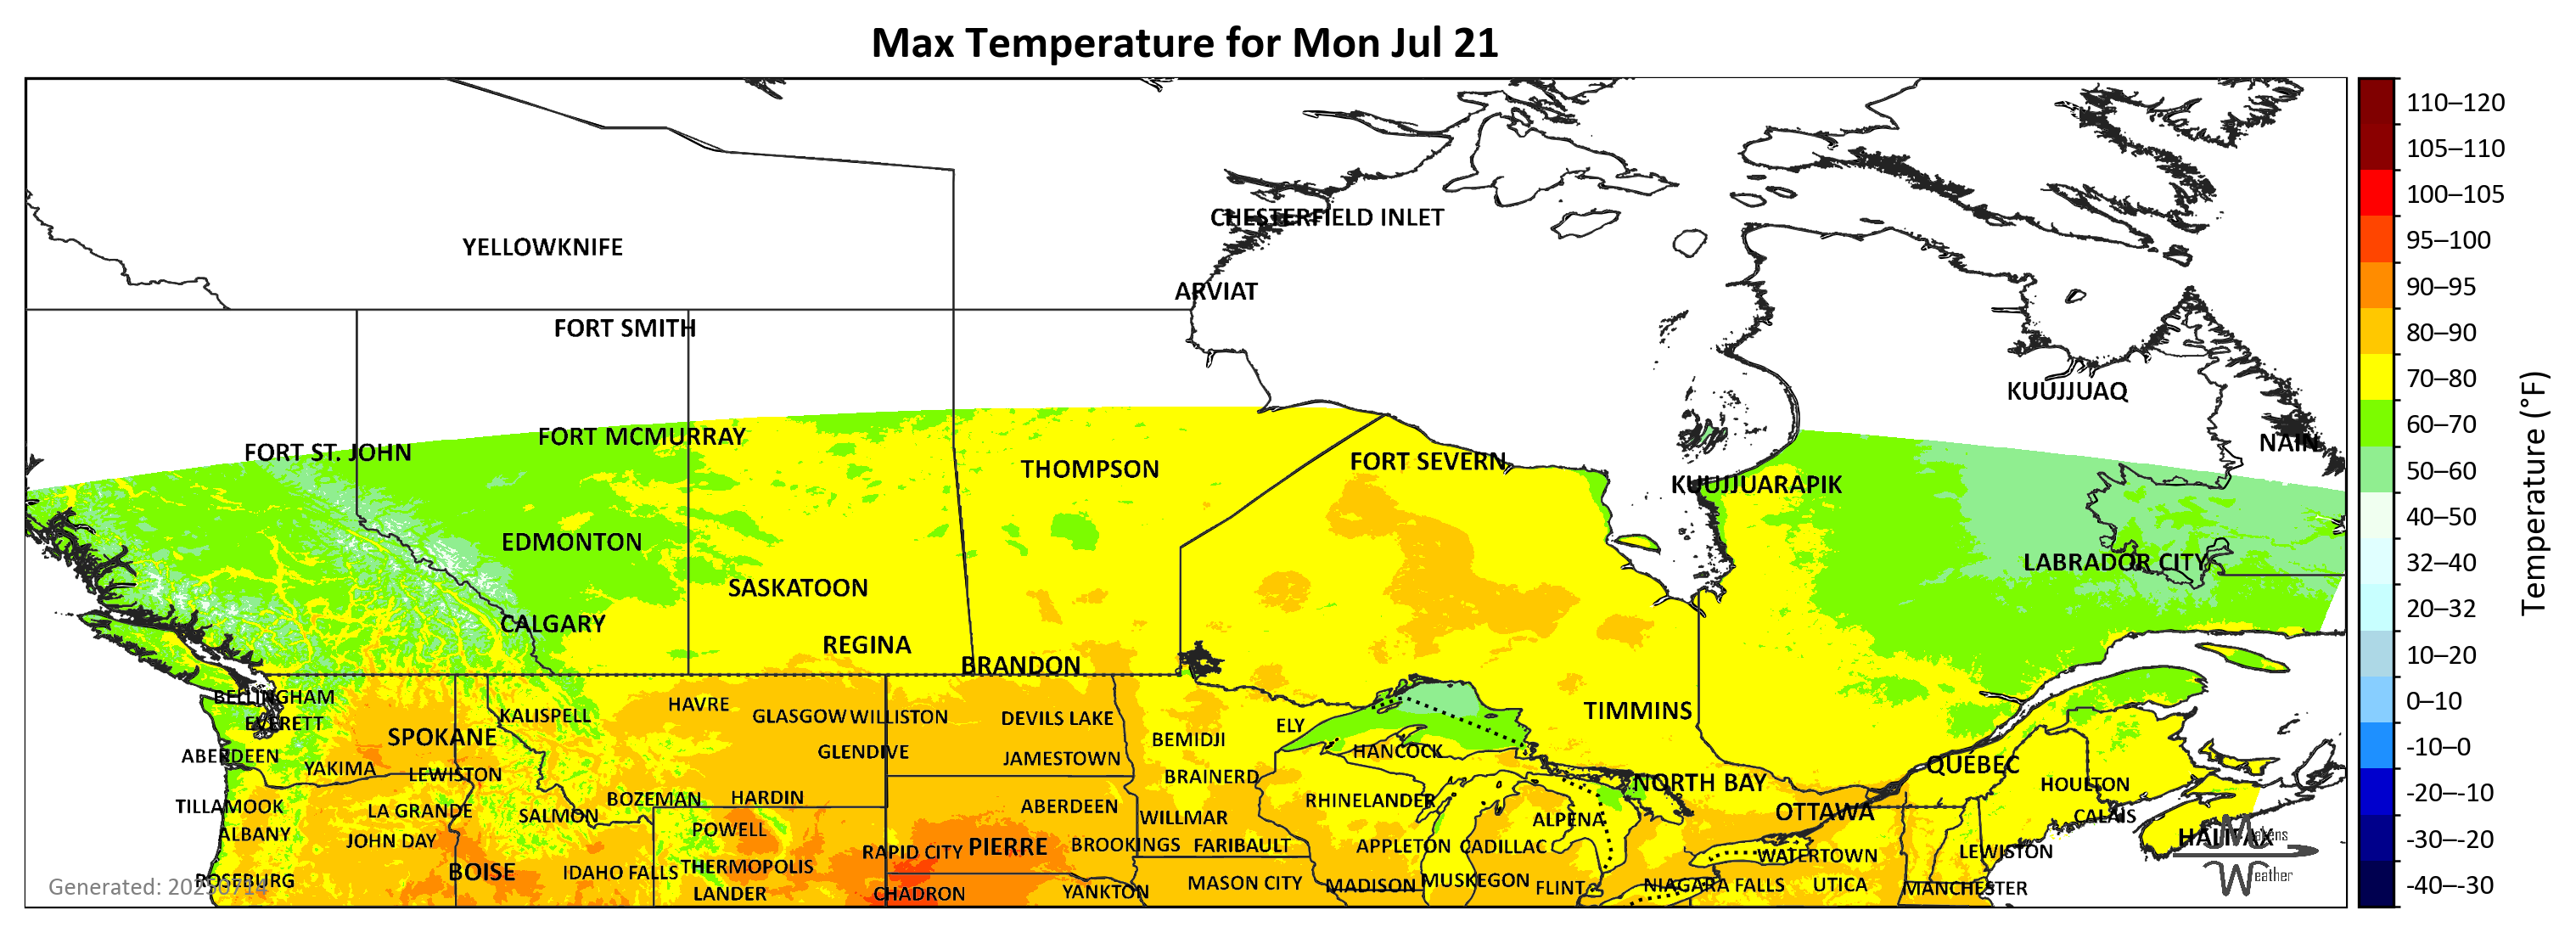 Max Temperature for Mon Jul 21
110–120
105–110
100–105
95–100
90–95
80–90
70–80
60–70
50–60
40–50
32–40
20–32
10–20
0–10
-10–0
-20–-10
-30–-20
-40–-30
Temperature (°F)
CHESTERFIELD INLET
YELLOWKNIFE
ARVIAT
FORT SMITH
KUUJJUAQ
NAIN
FORT MCMURRAY
FORT ST. JOHN
THOMPSON
FORT SEVERN
KUUJJUARAPIK
EDMONTON
LABRADOR CITY
SASKATOON
CALGARY
REGINA
BRANDON
BELLINGHAM
HAVRE
KALISPELL
GLASGOW
WILLISTON
DEVILS LAKE
TIMMINS
EVERETT
ELY
SPOKANE
BEMIDJI
GLENDIVE
HANCOCK
ABERDEEN
JAMESTOWN
QUÉBEC
YAKIMA
LEWISTON
BRAINERD
NORTH BAY
HOULTON
BOZEMAN
HARDIN
RHINELANDER
TILLAMOOK
LA GRANDE
ABERDEEN
OTTAWA
SALMON
WILLMAR
ALPENA
CALAIS
ALBANY
POWELL
HALIFAX
JOHN DAY
PIERRE
BROOKINGS
FARIBAULT
APPLETON
CADILLAC
RAPID CITY
LEWISTON
WATERTOWN
BOISE
IDAHO FALLS
THERMOPOLIS
ROSEBURG
MASON CITY
MADISON
MUSKEGON
FLINT
NIAGARA FALLS
UTICA
MANCHESTER
LANDER
CHADRON
YANKTON
Generated: 20250714
Makens
Weather